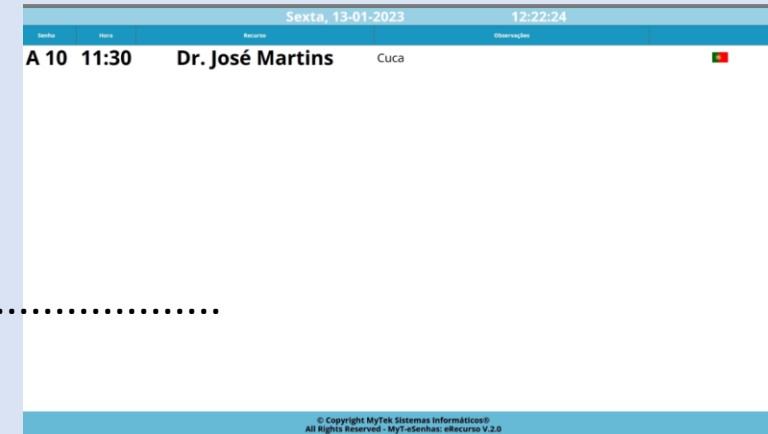 Sexta, 13-01-2023 12:22:24
Senha Hora Recurso Observações
A 10 11:30 Dr. José Martins Cuca
...................
© Copyright MyTek Sistemas Informáticos®
All Rights Reserved - MyT-eSenhas: eRecurso V.2.0